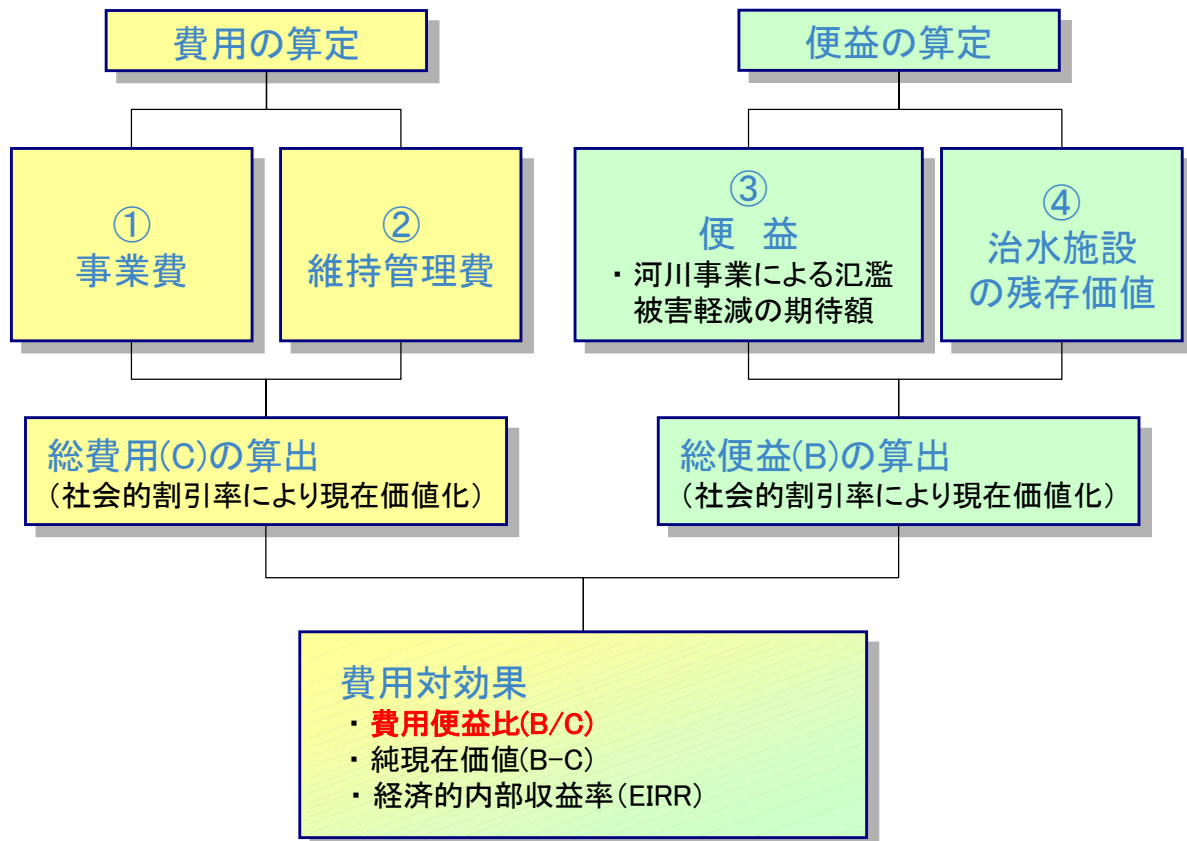 費用の算定
便益の算定
①
事業費
②
維持管理費
③
便 益
・河川事業による氾濫
被害軽減の期待額
④
治水施設
の残存価値
総費用(C)の算出
（社会的割引率により現在価値化）
総便益(B)の算出
（社会的割引率により現在価値化）
費用対効果
・費用便益比(B/C)
・純現在価値(B-C)
・経済的内部収益率（EIRR）